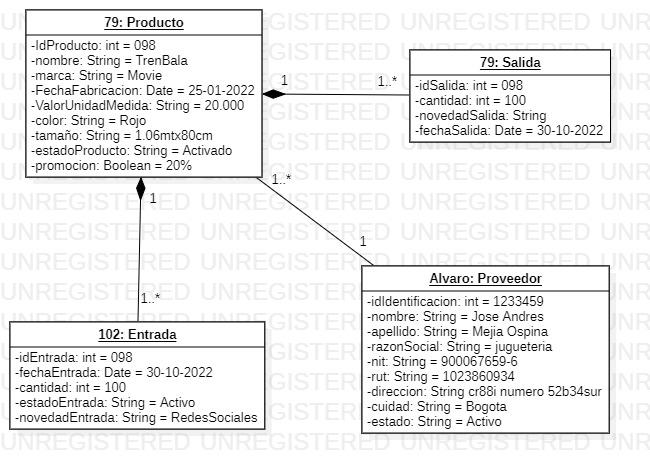 79: Producto
-IdProducto: int = 098
-nombre: String = TrenBala
-marca: String = Movie
-FechaFabricacion: Date = 25-01-2022
-ValorUnidadMedida: String = 20.000
-color: String = Rojo
-tamaño: String = 1.06mtx80cm
-estadoProducto: String = Activado
-promocion: Boolean = 20%
1
1..*
79: Salida
-idSalida: int = 098
-cantidad: int = 100
-novedadSalida: String
-fechaSalida: Date = 30-10-2022
1..*
1
1
1..*
102: Entrada
-idEntrada: int = 098
-fechaEntrada: Date = 30-10-2022
-cantidad: int = 100
-estadoEntrada: String = Activo
-novedadEntrada: String = RedesSociales
Alvaro: Proveedor
-idIdentificacion: int = 1233459
-nombre: String = Jose Andres
-apellido: String = Mejia Ospina
-razonSocial: String = jugueteria
-nit: String = 900067659-6
-rut: String = 1023860934
-direccion: String cr88i numero 52b34sur
-cuidad: String = Bogota
-estado: String = Activo
UNREGISTERED